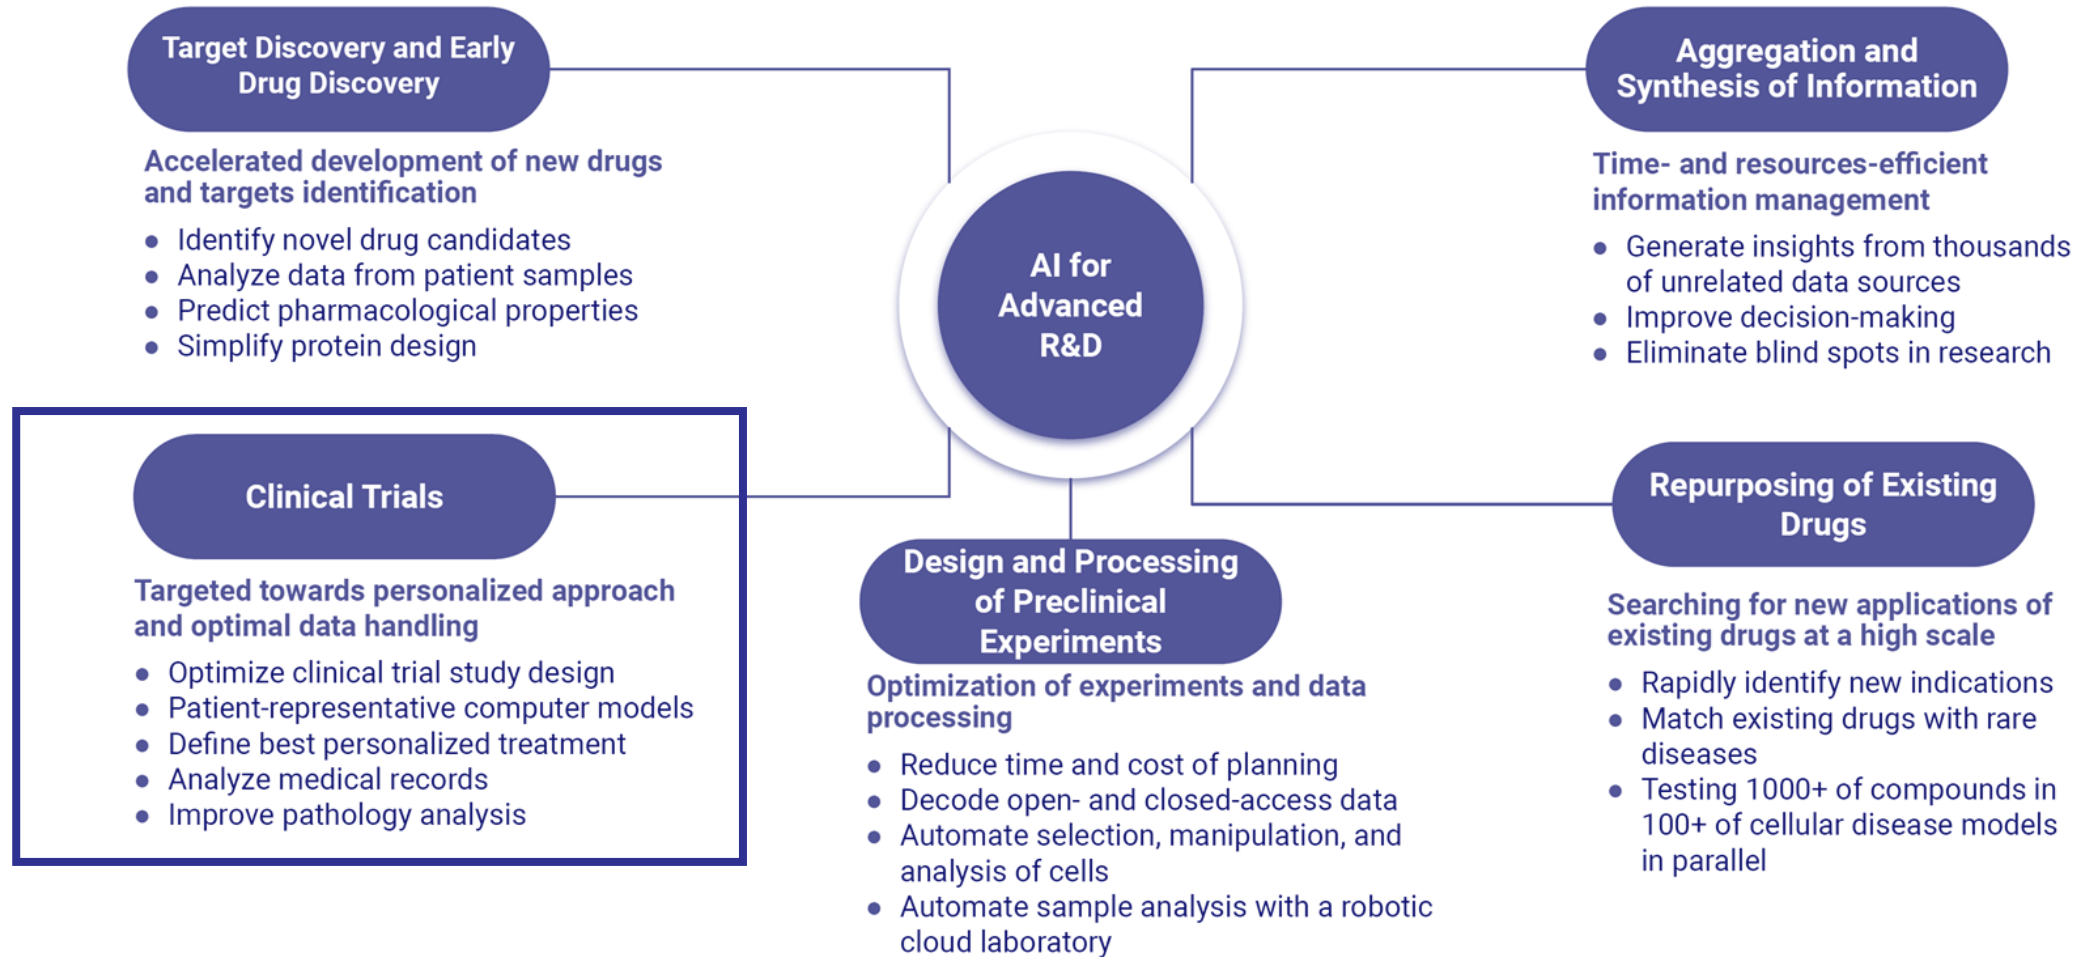 Target Discovery and Early
Drug Discovery
Accelerated development of new drugs
and targets identification
● Identify novel drug candidates
● Analyze data from patient samples
● Predict pharmacological properties
● Simplify protein design
Aggregation and
Synthesis of Information
Time- and resources-efficient
information management
● Generate insights from thousands
of unrelated data sources
● Improve decision-making
● Eliminate blind spots in research
AI for
Advanced
R&D
Clinical Trials
Targeted towards personalized approach
and optimal data handling
● Optimize clinical trial study design
● Patient-representative computer models
● Define best personalized treatment
● Analyze medical records
● Improve pathology analysis
Design and Processing
of Preclinical
Experiments
Optimization of experiments and data
processing
● Reduce time and cost of planning
● Decode open- and closed-access data
● Automate selection, manipulation, and
analysis of cells
● Automate sample analysis with a robotic
cloud laboratory
Repurposing of Existing
Drugs
Searching for new applications of
existing drugs at a high scale
● Rapidly identify new indications
● Match existing drugs with rare
diseases
● Testing 1000+ of compounds in
100+ of cellular disease models
in parallel